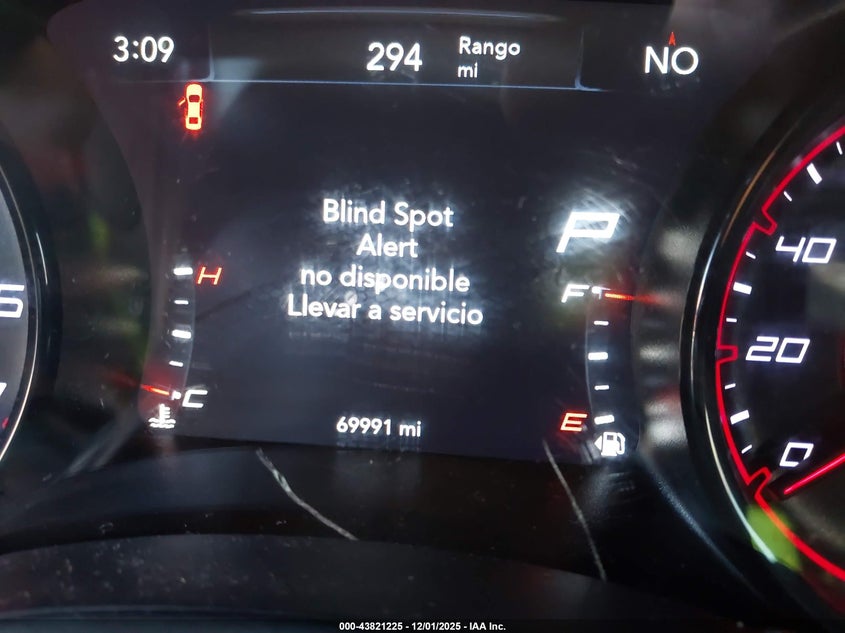 3:09
294 Rango
mi
NO
Blind Spot
Alert
no disponible
Llevar a servicio
P
H
F
C
E
69991 mi
40
20
0
000-43821225 - 12/01/2025 - IAA Inc.